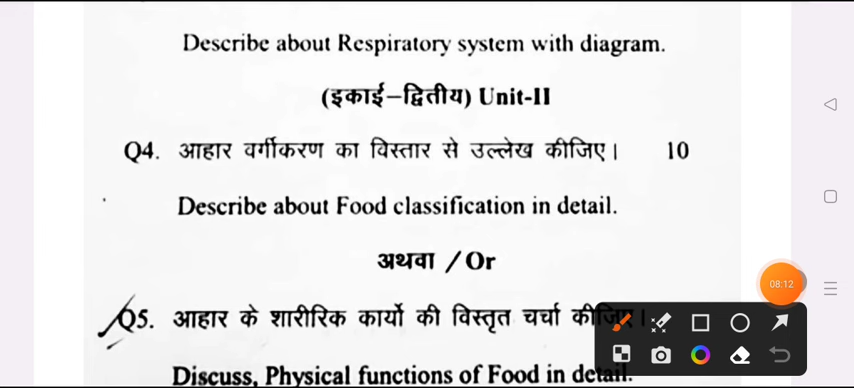 Describe about Respiratory system with diagram.
(इकाई–द्वितीय) Unit-II
Q4. आहार वर्गीकरण का विस्तार से उल्लेख कीजिए। 10
Describe about Food classification in detail.
अथवा / Or
08:12
Q5. आहार के शारीरिक कार्यो की विस्तृत चर्चा कीजिए।
Discuss, Physical functions of Food in detail.